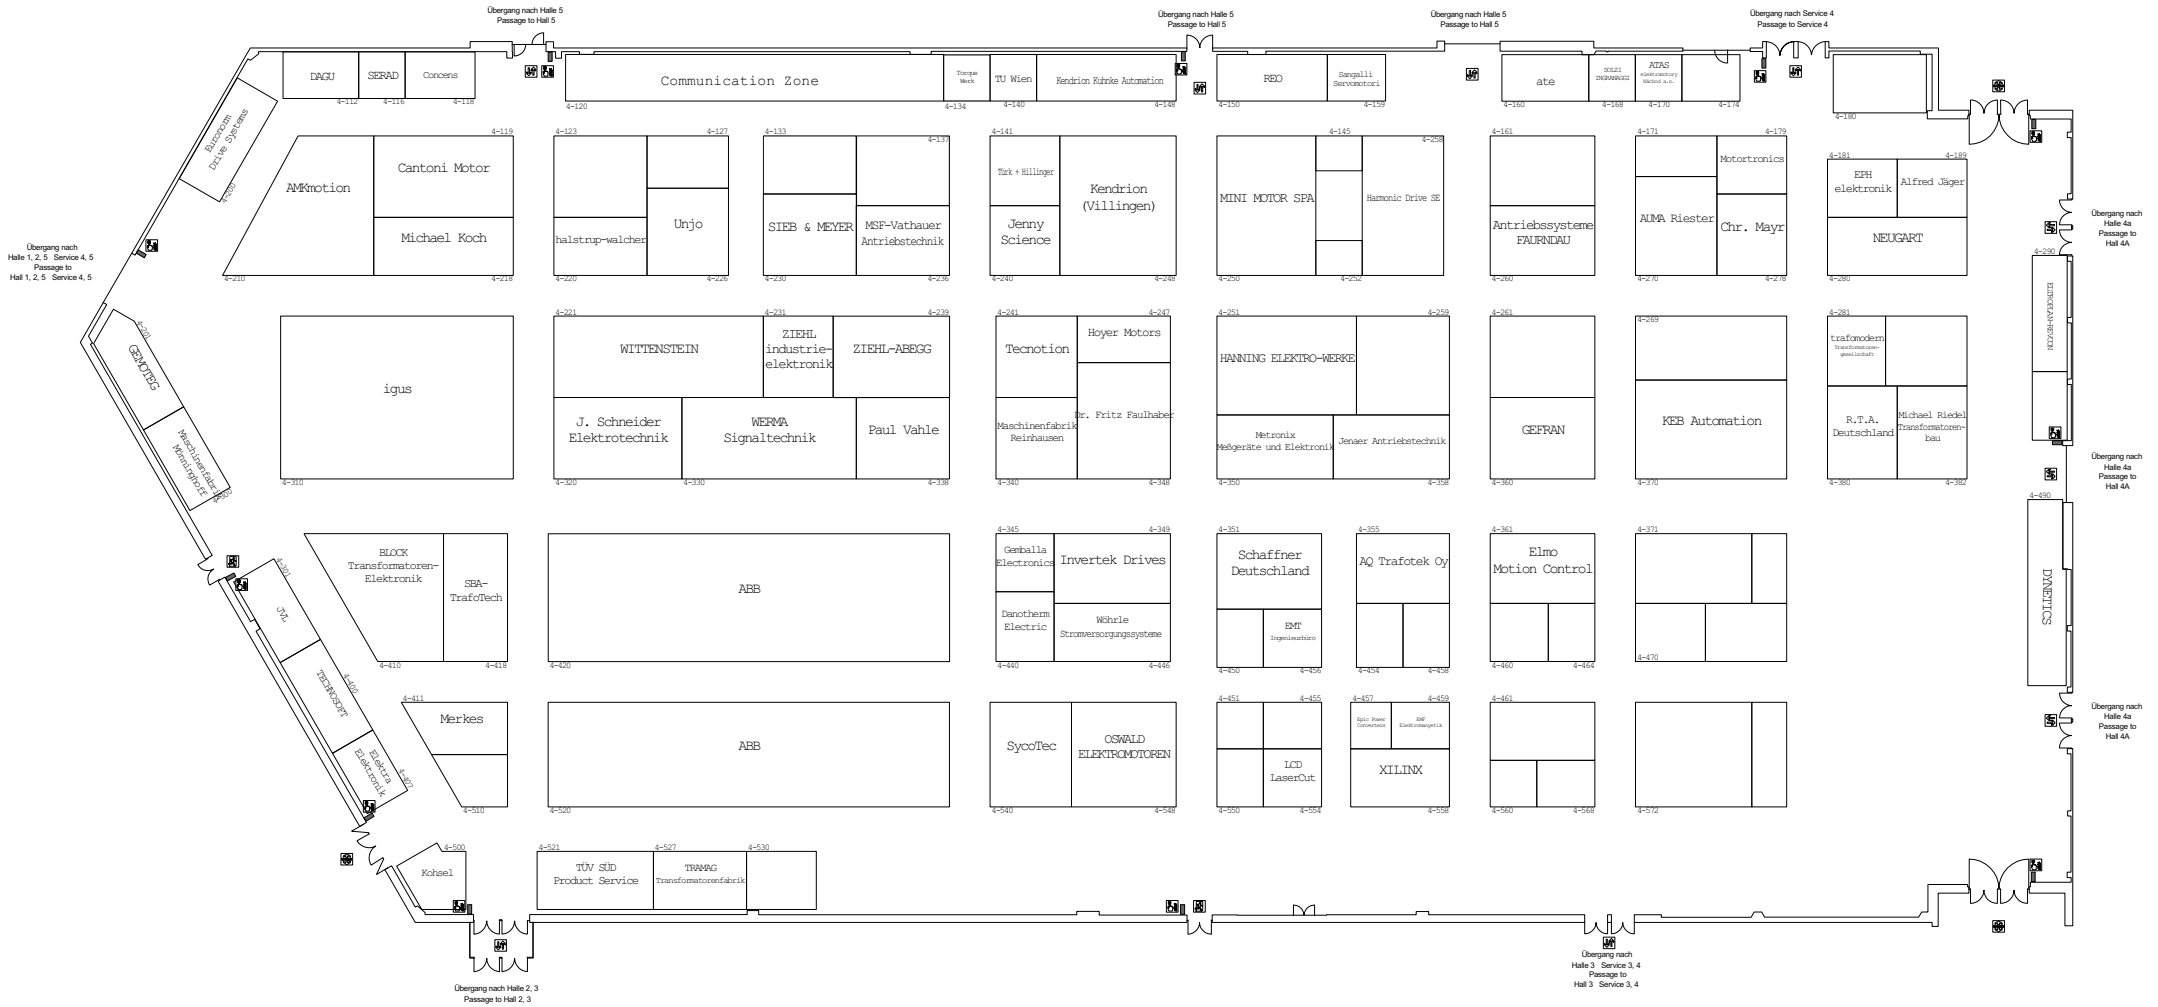 Übergang nach Halle 5
Passage to Hall 5
Übergang nach Halle 5
Passage to Hall 5
Übergang nach Halle 5
Passage to Hall 5
Übergang nach Service 4
Passage to Service 4
DAGU
SERAD
Concens
4-112
4-116
4-118
Communication Zone
4-120
Torque
Werk
4-134
TU Wien
4-140
Kendrion Kuhnke Automation
4-148
REO
4-150
Sangalli
Servomotori
4-159
ate
4-160
SOLZI
INGRANAGGI
4-168
ATAS
elektromotory
Náchod a.s.
4-170
4-174
4-180
Euronorm
Drive Systems
4-200
4-119
AMKmotion
Cantoni Motor
Michael Koch
4-210
4-218
4-123
4-127
halstrup-walcher
Unjo
4-220
4-226
4-133
4-137
SIEB & MEYER
MSF-Vathauer
Antriebstechnik
4-230
4-236
4-141
Türk + Hillinger
Jenny
Science
Kendrion
(Villingen)
4-240
4-145
4-258
MINI MOTOR SPA
Harmonic Drive SE
4-250
4-252
4-161
Antriebssysteme
FAURNDAU
4-260
4-171
4-179
Motortronics
AUMA Riester
Chr. Mayr
4-270
4-278
4-181
4-189
EPH
elektronik
Alfred Jäger
NEUGART
4-280
Übergang nach
Halle 4a
Passage to
Hall 4A
Übergang nach
Halle 1, 2, 5   Service 4, 5
Passage to
Hall 1, 2, 5   Service 4, 5
4-290
4-201
GEMOTEG
Maschinenfabrik
Mönninghoff
4-300
igus
4-310
4-221
4-231
4-239
WITTENSTEIN
ZIEHL
industrie-
elektronik
ZIEHL-ABEGG
J. Schneider
Elektrotechnik
WERMA
Signaltechnik
Paul Vahle
4-320
4-330
4-338
4-241
4-247
Tecnotion
Hoyer Motors
Maschinenfabrik
Reinhausen
Dr. Fritz Faulhaber
4-340
4-348
4-251
4-259
HANNING ELEKTRO-WERKE
Metronix
Meßgeräte und Elektronik
Jenaer Antriebstechnik
4-350
4-358
4-261
GEFRAN
4-360
4-269
KEB Automation
4-370
4-281
trafomodern
Transformatoren-
gesellschaft
R.T.A.
Deutschland
Michael Riedel
Transformatoren-
bau
4-380
4-382
Übergang nach
Halle 4a
Passage to
Hall 4A
4-490
DYNETICS
4-301
JVL
TECHNOSOFT
4-400
Elektra
Elektronik
4-407
BLOCK
Transformatoren-
Elektronik
SBA-
TrafoTech
4-410
4-418
ABB
4-420
4-345
4-349
Gemballa
Electronics
Invertek Drives
Danotherm
Electric
Wöhrle
Stromversorgungssysteme
4-440
4-446
4-351
Schaffner
Deutschland
EMT
Ingenieurbüro
4-450
4-456
4-355
AQ Trafotek Oy
4-454
4-458
4-361
Elmo
Motion Control
4-460
4-464
4-371
4-470
4-411
Merkes
4-510
ABB
4-520
SycoTec
OSWALD
ELEKTROMOTOREN
4-540
4-548
4-451
4-455
LCD
LaserCut
4-550
4-554
4-457
4-459
Epic Power
Converters
EMF
Elektromanyetik
XILINX
4-558
4-461
4-560
4-568
4-572
Übergang nach
Halle 4a
Passage to
Hall 4A
4-500
Kohsel
4-521
4-527
4-530
TÜV SÜD
Product Service
TRAMAG
Transformatorenfabrik
Übergang nach Halle 2, 3
Passage to Hall 2, 3
Übergang nach
Halle 3   Service 3, 4
Passage to
Hall 3   Service 3, 4